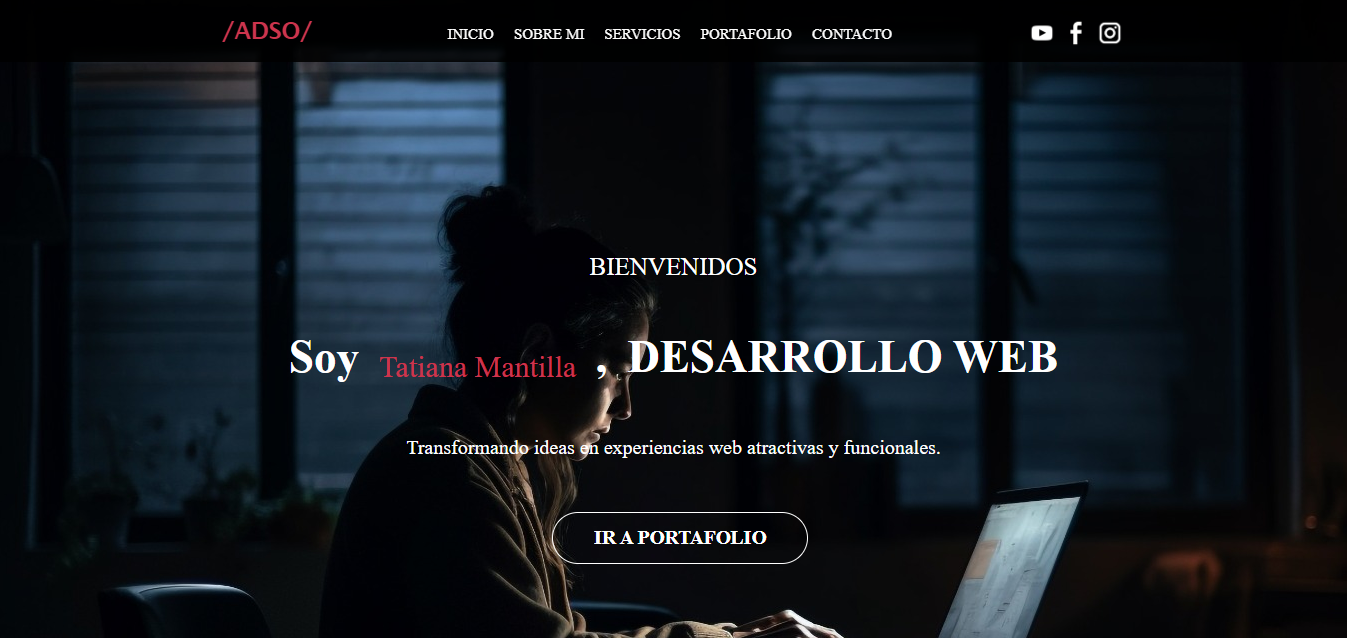 /ADSO/
INICIO SOBRE MI SERVICIOS PORTAFOLIO CONTACTO
BIENVENIDOS
Soy Tatiana Mantilla , DESARROLLO WEB
Transformando ideas en experiencias web atractivas y funcionales.
IR A PORTAFOLIO